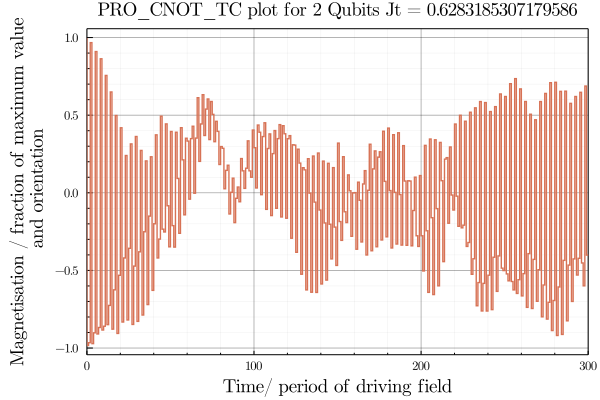 PRO_CNOT_TC plot for 2 Qubits Jt = 0.6283185307179586
Magnetisation / fraction of maximum value
and orientation
1.0
0.5
0.0
−0.5
−1.0
0
100
200
300
Time/ period of driving field